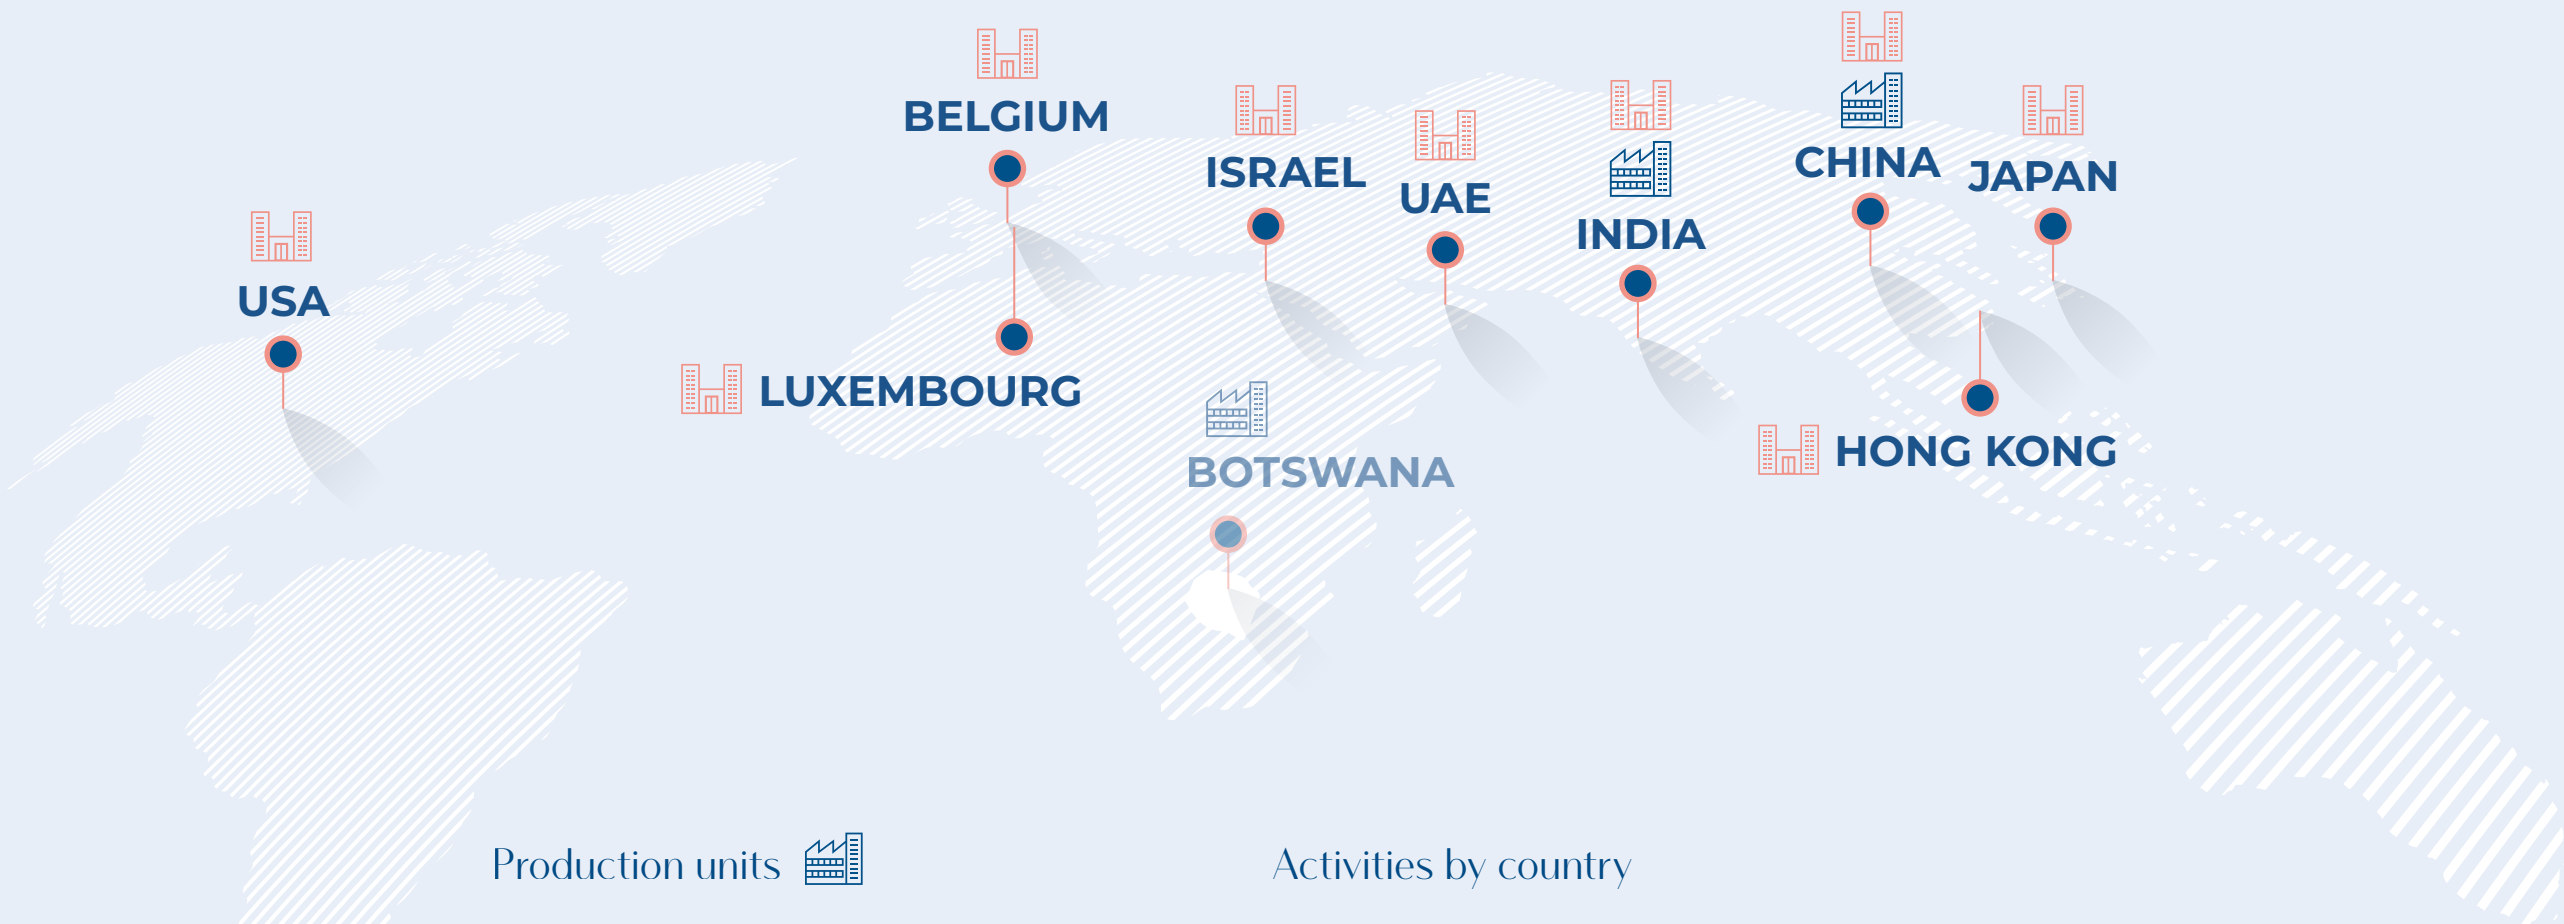 BELGIUM
ISRAEL
UAE
INDIA
CHINA
JAPAN
USA
LUXEMBOURG
BOTSWANA
HONG KONG
Production units
Activities by country